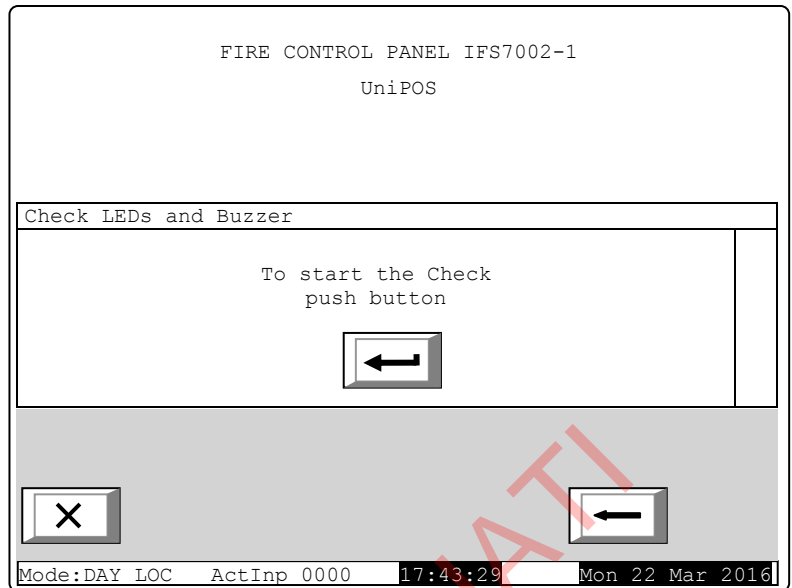 FIRE CONTROL PANEL IFS7002-1
UniPOS
Check LEDs and Buzzer
To start the Check
push button
Mode:DAY LOC ActInp 0000 17:43:29 Mon 22 Mar 2016